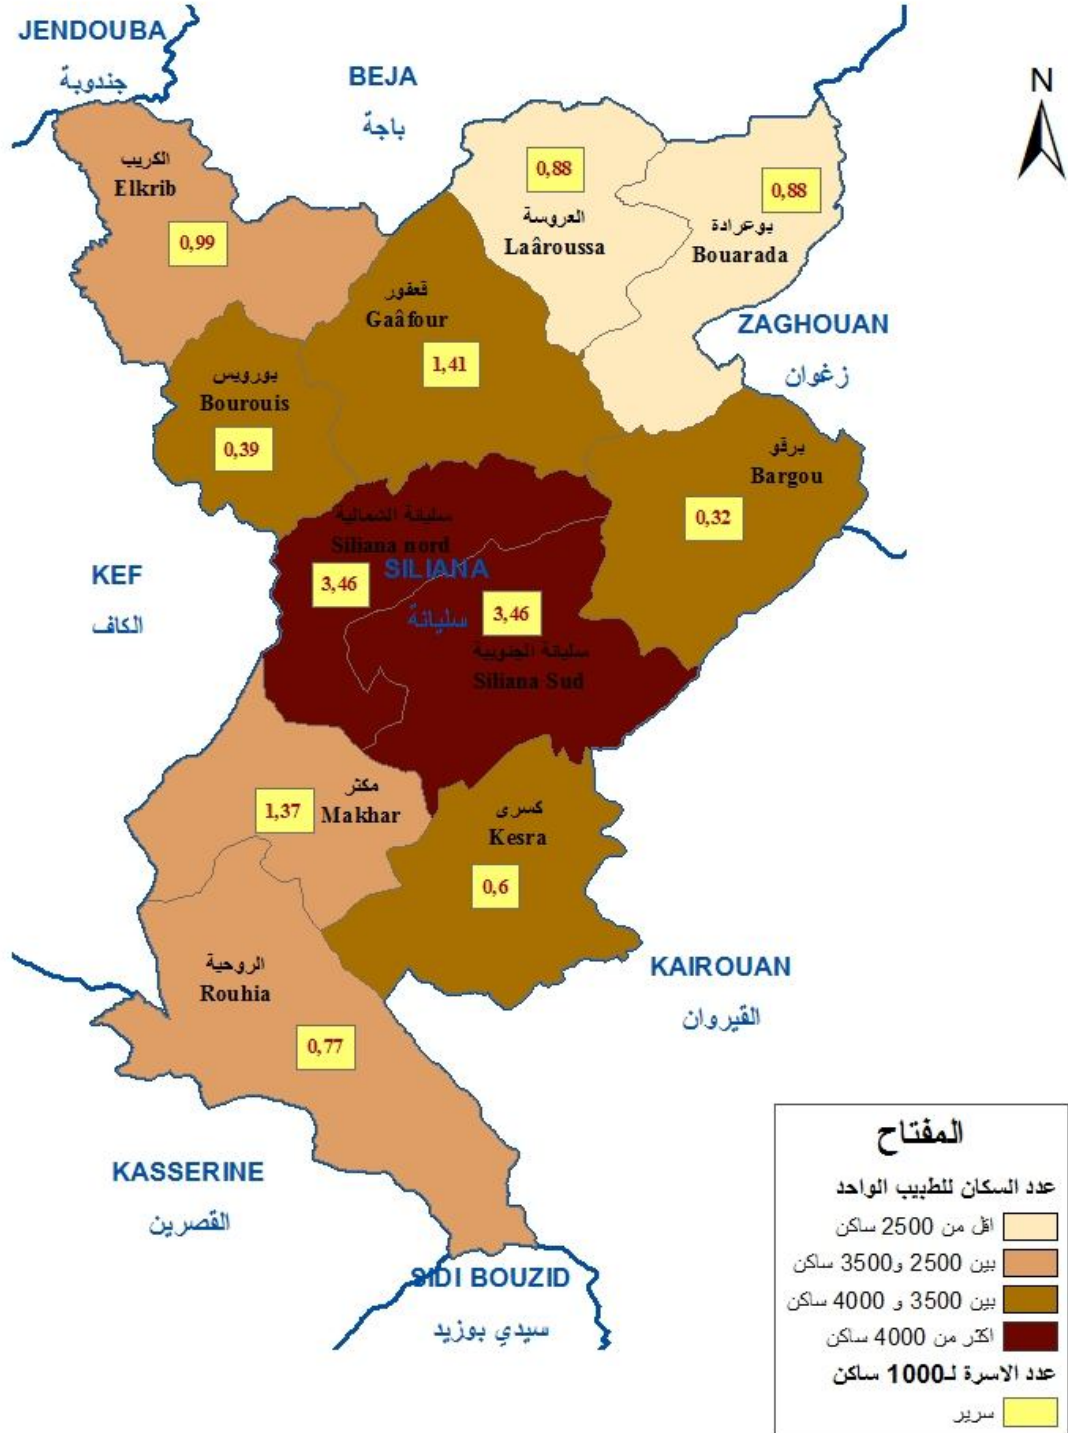 JENDOUBA
جندوبة
BEJA
باجة
N
الكريب
Elkrib
0,99
0,88
العروسة
Laâroussa
0,88
بوعرادة
Bouarada
قعفور
Gaâfour
1,41
ZAGHOUAN
زغوان
بورويس
Bourouis
0,39
برقو
Bargou
0,32
سليانة الشمالية
Siliana nord
3,46
SILIANA
سليانة
3,46
سليانة الجنوبية
Siliana Sud
KEF
الكاف
مكثر
Makhar
1,37
كسرى
Kesra
0,6
الروحية
Rouhia
0,77
KAIROUAN
القيروان
KASSERINE
القصرين
SIDI BOUZID
سيدي بوزيد
المفتاح
عدد السكان للطبيب الواحد
اقل من 2500 ساكن
بين 2500 و3500 ساكن
بين 3500 و 4000 ساكن
اكثر من 4000 ساكن
عدد الاسرة لـ1000 ساكن
سرير